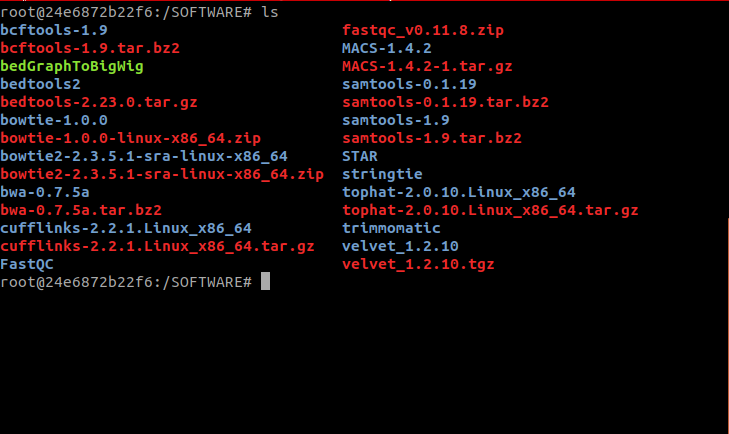 root@24e6872b22f6:/SOFTWARE# ls
bcftools-1.9 fastqc_v0.11.8.zip
bcftools-1.9.tar.bz2 MACS-1.4.2
bedGraphToBigWig MACS-1.4.2-1.tar.gz
bedtools2 samtools-0.1.19
bedtools-2.23.0.tar.gz samtools-0.1.19.tar.bz2
bowtie-1.0.0 samtools-1.9
bowtie-1.0.0-linux-x86_64.zip samtools-1.9.tar.bz2
bowtie2-2.3.5.1-sra-linux-x86_64 STAR
bowtie2-2.3.5.1-sra-linux-x86_64.zip stringtie
bwa-0.7.5a tophat-2.0.10.Linux_x86_64
bwa-0.7.5a.tar.bz2 tophat-2.0.10.Linux_x86_64.tar.gz
cufflinks-2.2.1.Linux_x86_64 trimmomatic
cufflinks-2.2.1.Linux_x86_64.tar.gz velvet_1.2.10
FastQC velvet_1.2.10.tgz
root@24e6872b22f6:/SOFTWARE#